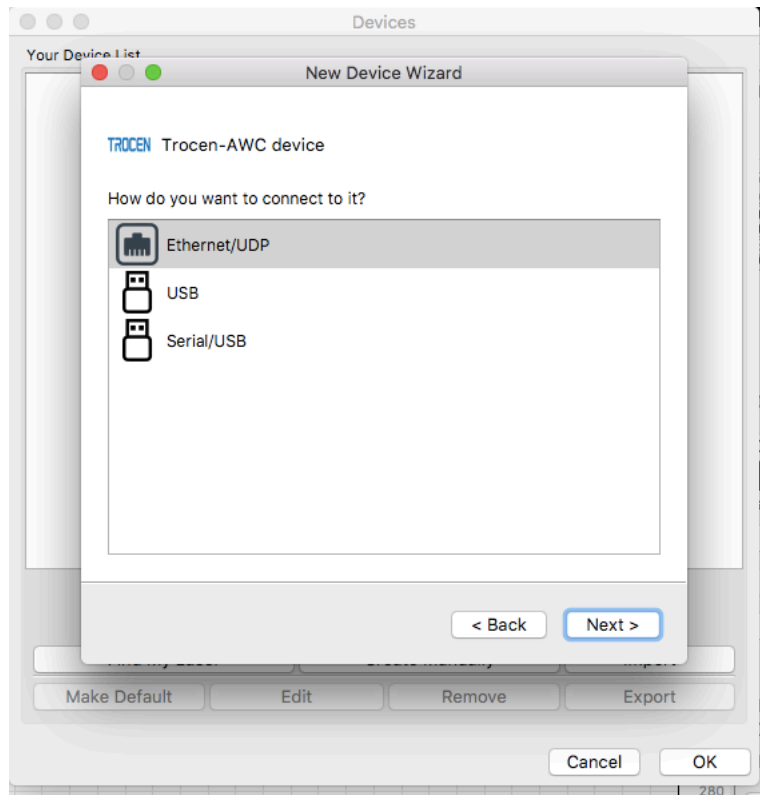 Devices
Your Device List
New Device Wizard
TROCEN Trocen-AWC device
How do you want to connect to it?
Ethernet/UDP
USB
Serial/USB
< Back Next >
Make Default Edit Remove Export
Cancel OK
280